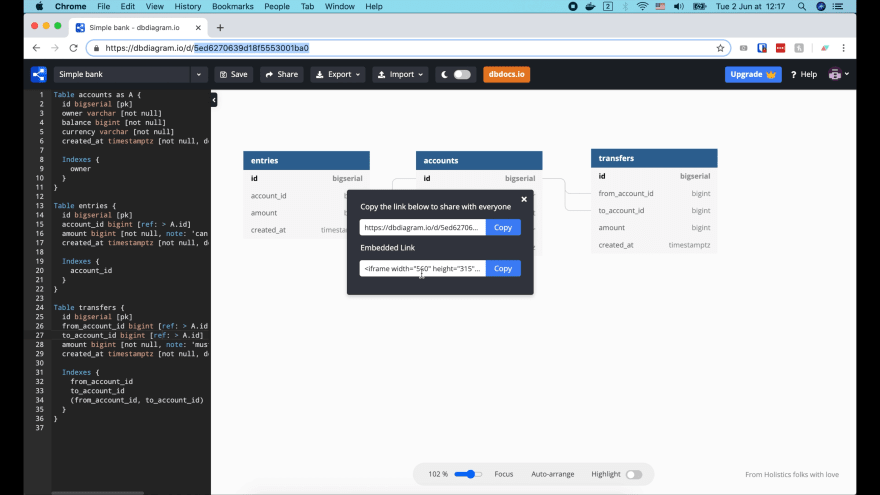 Chrome File Edit View History Bookmarks People Tab Window Help 2 Tue 2 Jun at 12:17
Simple bank - dbdiagram.io
https://dbdiagram.io/d/5ed6270639d18f5553001ba0
Simple bank Save Share Export Import dbdocs.io Upgrade ? Help
1 Table accounts as A {
2 id bigserial [pk]
3 owner varchar [not null]
4 balance bigint [not null]
5 currency varchar [not null]
6 created_at timestamptz [not null, d
7
8 Indexes {
9 owner
10 }
11 }
12
13 Table entries {
14 id bigserial [pk]
15 account_id bigint [ref: > A.id]
16 amount bigint [not null, note: 'can
17 created_at timestamptz [not null, d
18
19 Indexes {
20 account_id
21 }
22 }
23
24 Table transfers {
25 id bigserial [pk]
26 from_account_id bigint [ref: > A.id
27 to_account_id bigint [ref: > A.id]
28 amount bigint [not null, note: 'mus
29 created_at timestamptz [not null, d
30
31 Indexes {
32 from_account_id
33 to_account_id
34 (from_account_id, to_account_id)
35 }
36 }
37
entries
id bigserial
account_id
amount
created_at
accounts
id bigserial
transfers
id bigserial
from_account_id bigint
to_account_id bigint
amount bigint
created_at timestamptz
Copy the link below to share with everyone
https://dbdiagram.io/d/5ed62706... Copy
Embedded Link
<iframe width="560" height="315"... Copy
102 % Focus Auto-arrange Highlight
From Holistics folks with love